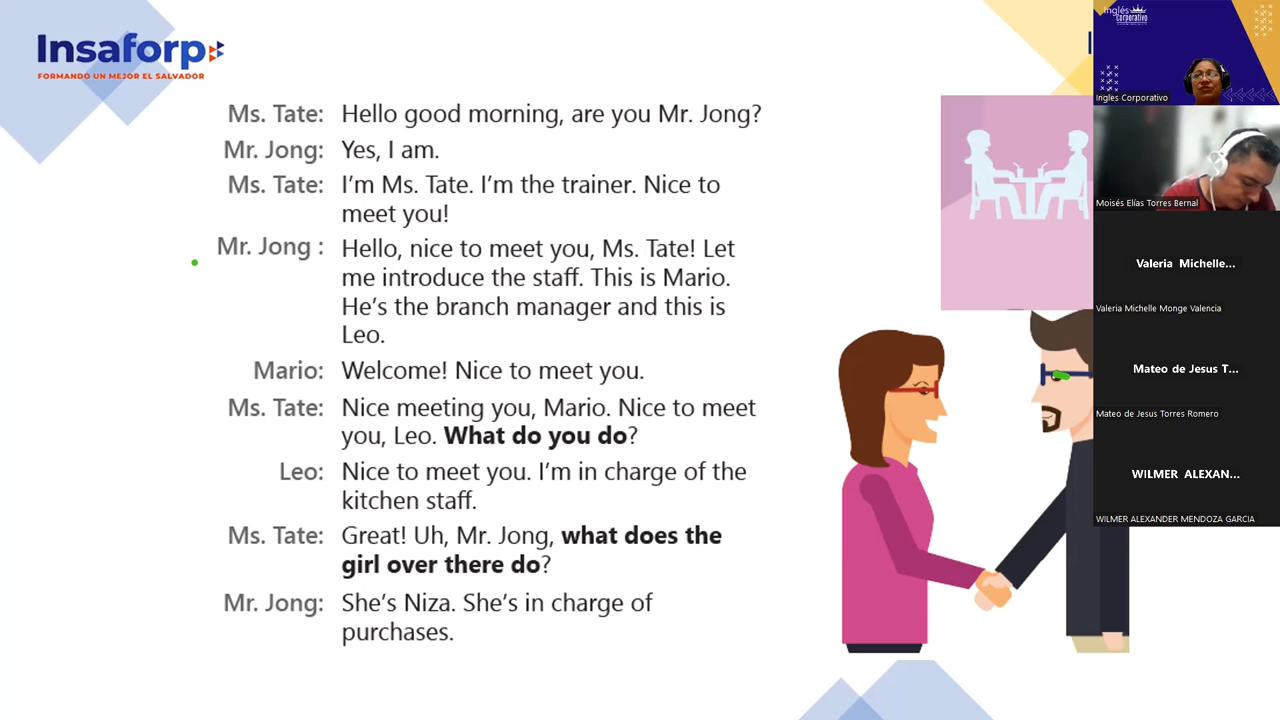 Insaforp
FORMANDO UN MEJOR EL SALVADOR
Ms. Tate: Hello good morning, are you Mr. Jong?
Mr. Jong: Yes, I am.
Ms. Tate: I'm Ms. Tate. I'm the trainer. Nice to
meet you!
Mr. Jong : Hello, nice to meet you, Ms. Tate! Let
me introduce the staff. This is Mario.
He's the branch manager and this is
Leo.
Mario: Welcome! Nice to meet you.
Ms. Tate: Nice meeting you, Mario. Nice to meet
you, Leo. What do you do?
Leo: Nice to meet you. I'm in charge of the
kitchen staff.
Ms. Tate: Great! Uh, Mr. Jong, what does the
girl over there do?
Mr. Jong: She's Niza. She's in charge of
purchases.
Inglés
Corporativo
Ingles Corporativo
Moisés Elías Torres Bernal
Valeria Michelle...
Valeria Michelle Monge Valencia
Mateo de Jesus T...
Mateo de Jesus Torres Romero
WILMER ALEXAN...
WILMER ALEXANDER MENDOZA GARCIA